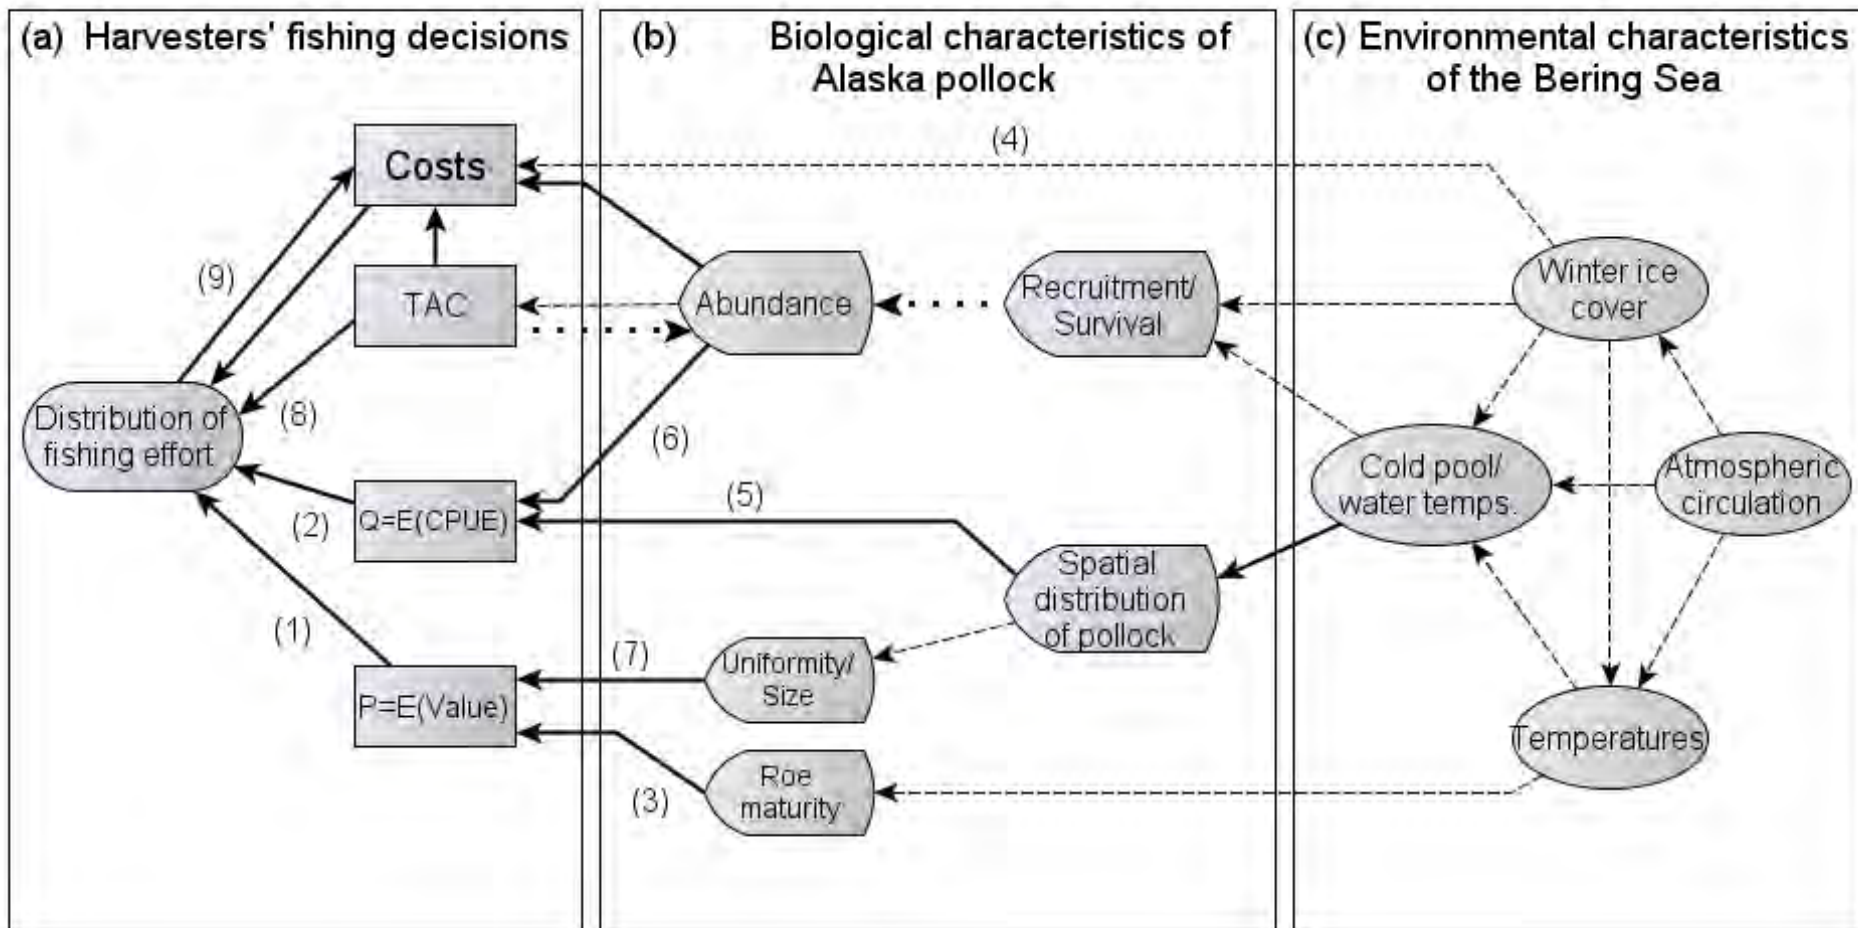 (a) Harvesters' fishing decisions
(b) Biological characteristics of
Alaska pollock
(c) Environmental characteristics
of the Bering Sea
(4)
Costs
(9)
TAC
Abundance
Recruitment/
Survival
Winter ice
cover
Distribution of
fishing effort
(8)
(6)
Cold pool/
water temps.
Atmospheric
circulation
(2)
Q=E(CPUE)
(5)
Spatial
distribution
of pollock
(1)
(7)
Uniformity/
Size
P=E(Value)
Temperatures
(3)
Roe
maturity